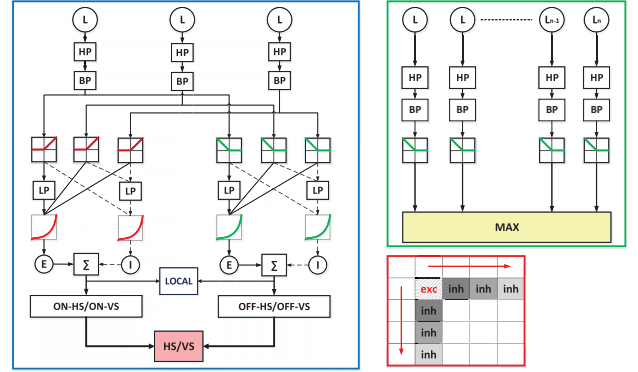 L L L
HP HP HP
BP BP BP
LP LP LP LP
E Σ I E Σ I
LOCAL
ON-HS/ON-VS OFF-HS/OFF-VS
HS/VS
L L Ln-1 Ln
HP HP HP HP
BP BP BP BP
MAX
exc inh inh inh
inh
inh
inh